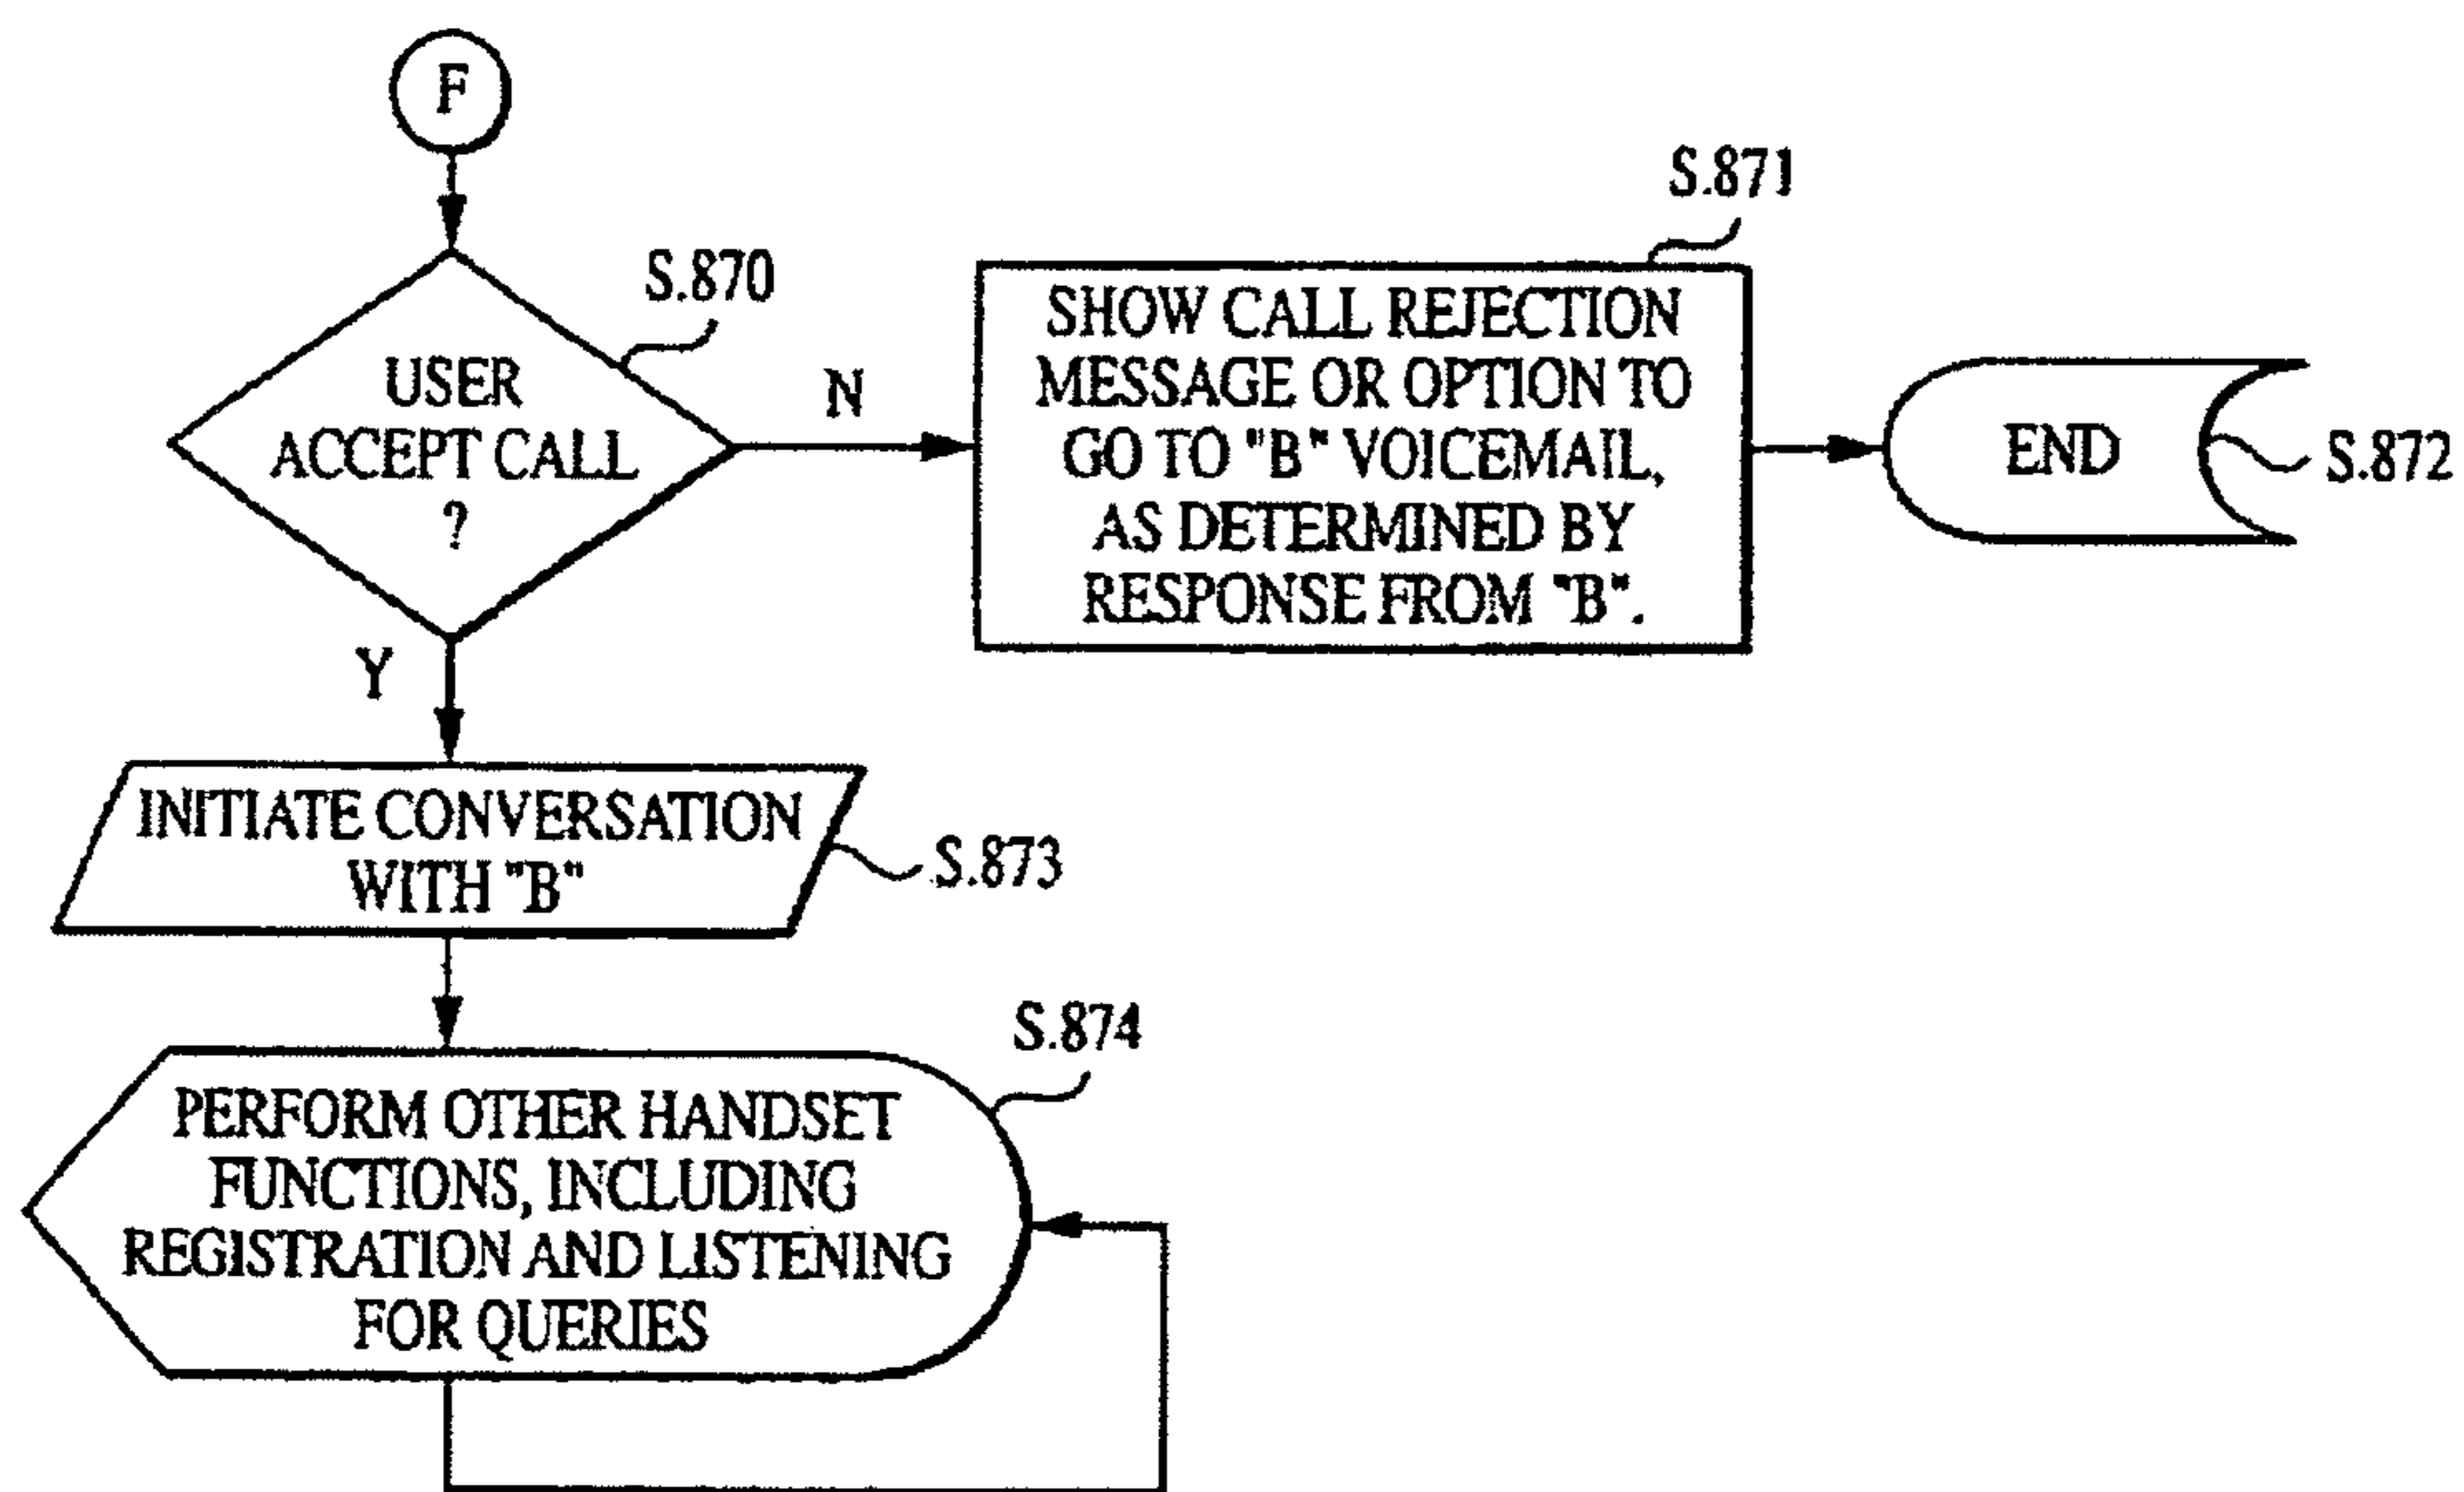 F
S.870
USER
ACCEPT CALL
?
N
Y
S.871
SHOW CALL REJECTION
MESSAGE OR OPTION TO
GO TO "B" VOICEMAIL,
AS DETERMINED BY
RESPONSE FROM "B".
END
S.872
INITIATE CONVERSATION
WITH "B"
S.873
S.874
PERFORM OTHER HANDSET
FUNCTIONS, INCLUDING
REGISTRATION AND LISTENING
FOR QUERIES